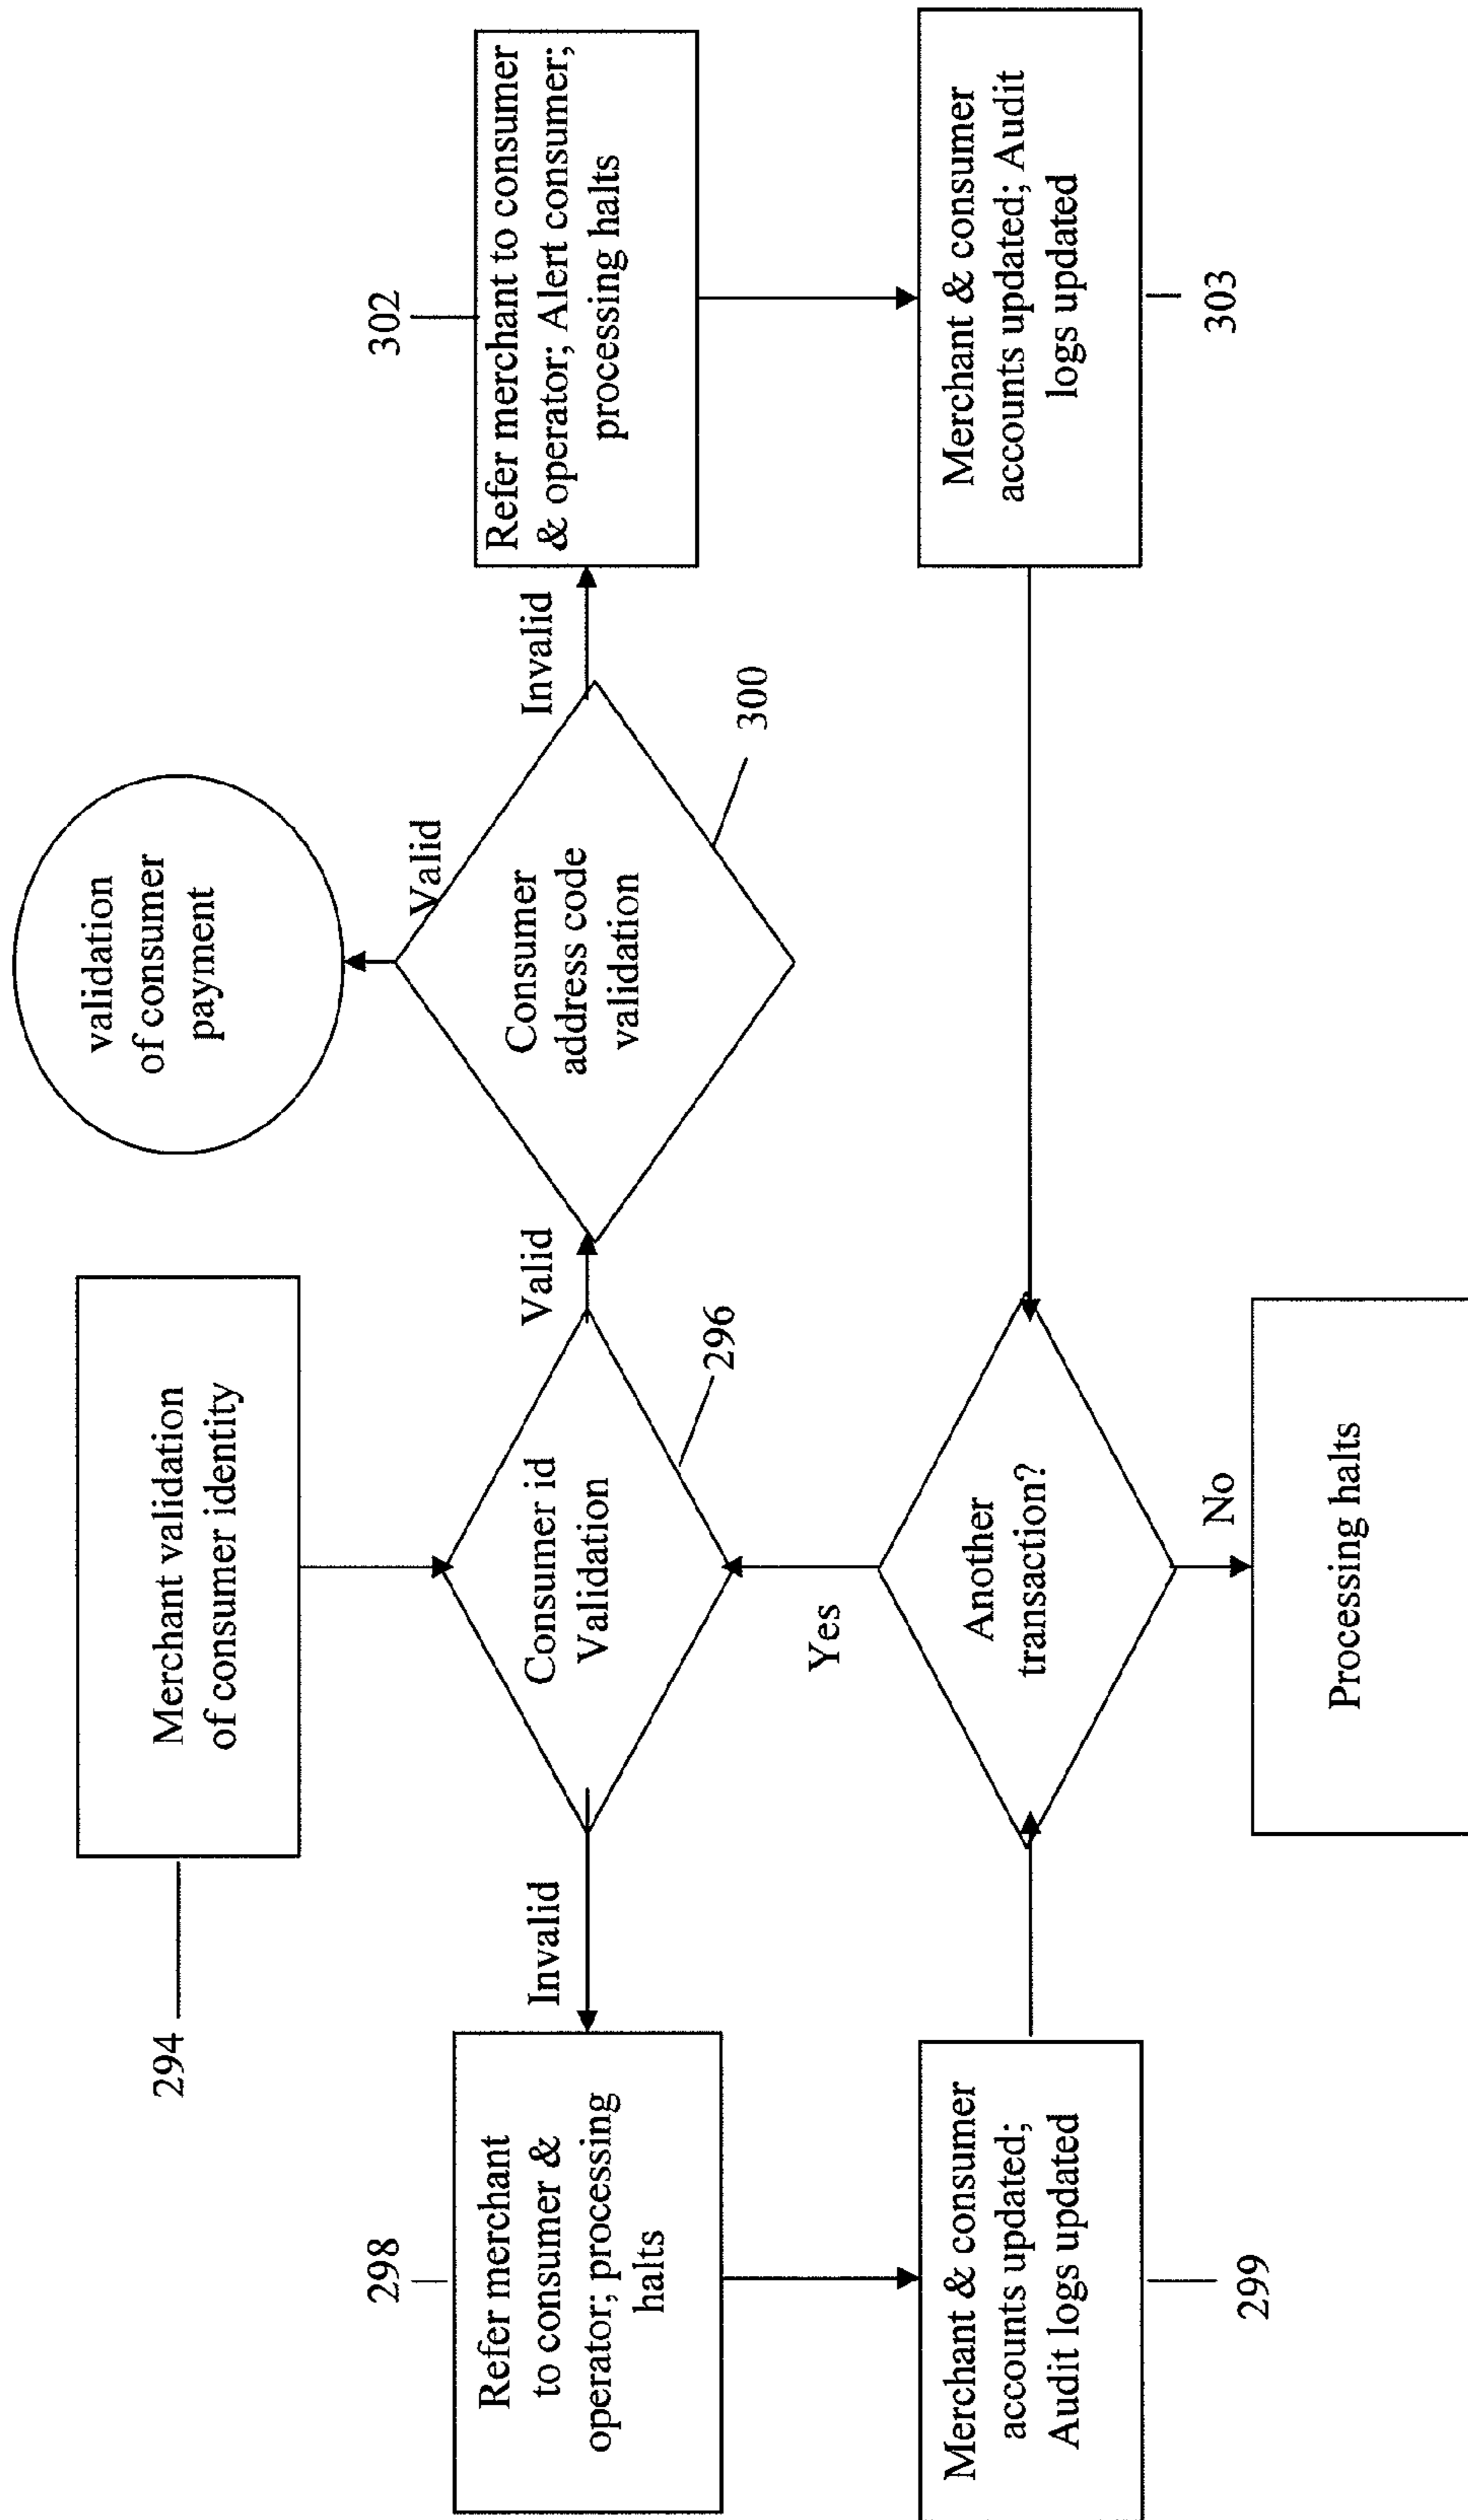 294
Merchant validation
of consumer identity
validation
of consumer
payment
298
Refer merchant
to consumer &
operator; processing
halts
Invalid
Consumer id
Validation
296
Valid
Consumer
address code
validation
300
Valid
Invalid
302
Refer merchant to consumer
& operator; Alert consumer;
processing halts
Merchant & consumer
accounts updated;
Audit logs updated
299
Yes
Another
transaction?
No
Merchant & consumer
accounts updated; Audit
logs updated
303
Processing halts